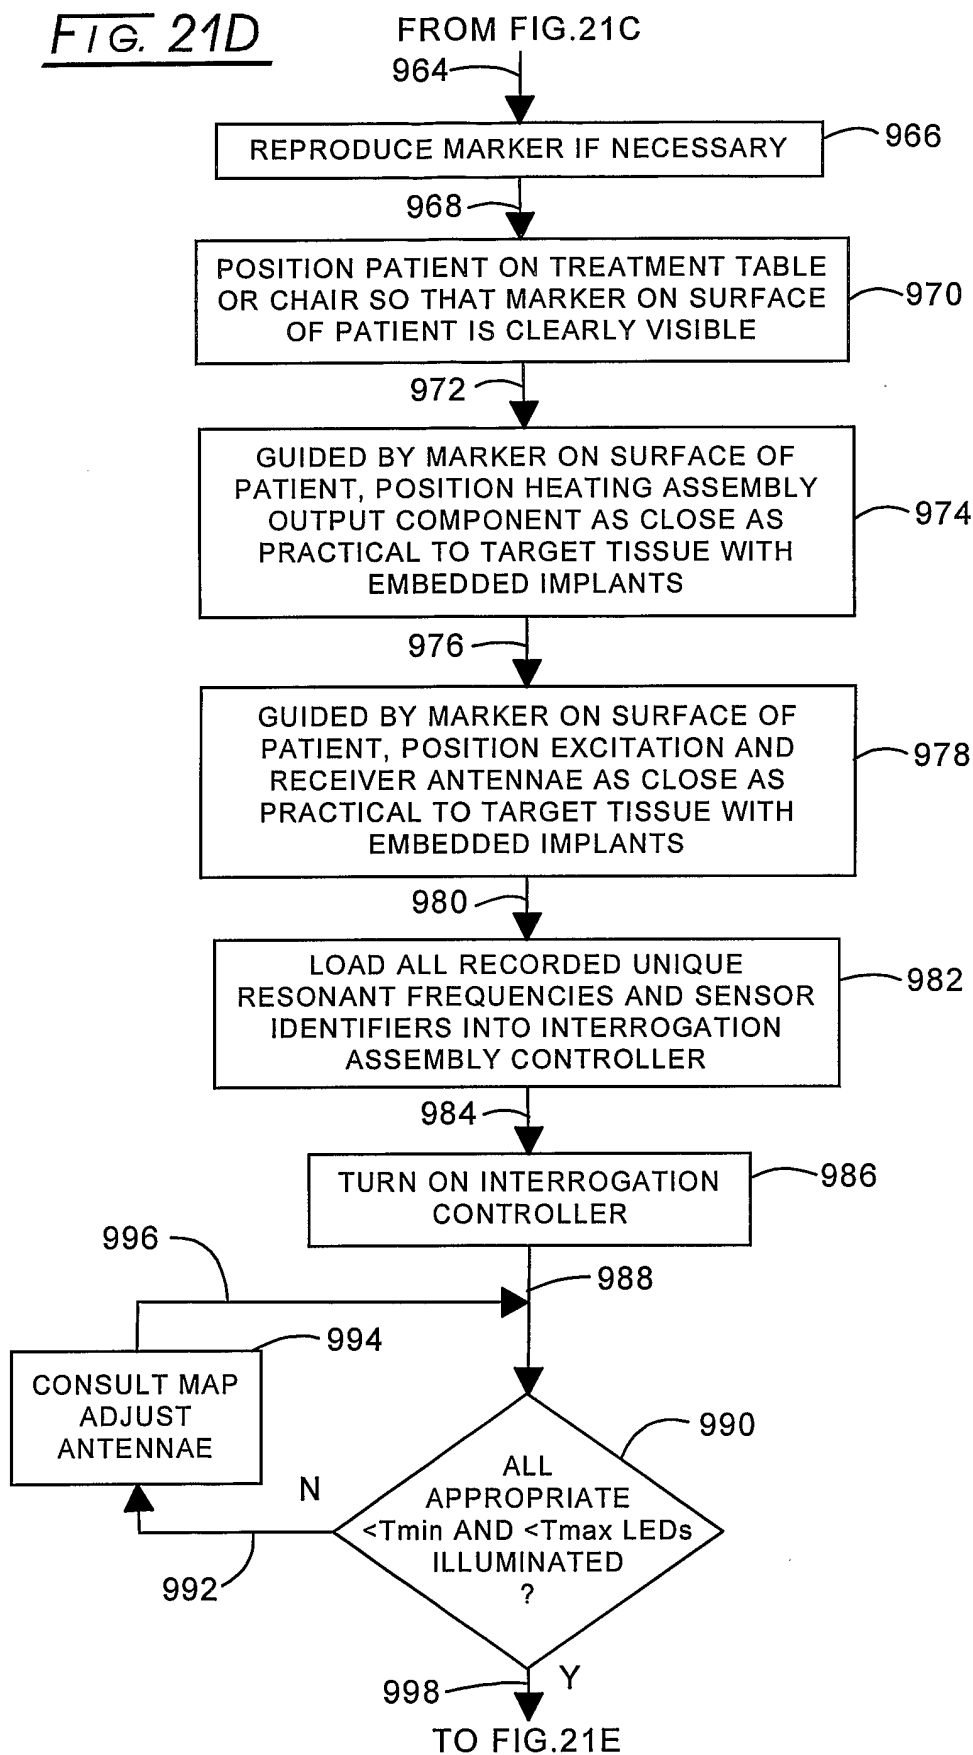 FIG. 21D
FROM FIG.21C
964
REPRODUCE MARKER IF NECESSARY
966
968
POSITION PATIENT ON TREATMENT TABLE
OR CHAIR SO THAT MARKER ON SURFACE
OF PATIENT IS CLEARLY VISIBLE
970
972
GUIDED BY MARKER ON SURFACE OF
PATIENT, POSITION HEATING ASSEMBLY
OUTPUT COMPONENT AS CLOSE AS
PRACTICAL TO TARGET TISSUE WITH
EMBEDDED IMPLANTS
974
976
GUIDED BY MARKER ON SURFACE OF
PATIENT, POSITION EXCITATION AND
RECEIVER ANTENNAE AS CLOSE AS
PRACTICAL TO TARGET TISSUE WITH
EMBEDDED IMPLANTS
978
980
LOAD ALL RECORDED UNIQUE
RESONANT FREQUENCIES AND SENSOR
IDENTIFIERS INTO INTERROGATION
ASSEMBLY CONTROLLER
982
984
TURN ON INTERROGATION
CONTROLLER
986
996
988
994
CONSULT MAP
ADJUST
ANTENNAE
990
ALL
APPROPRIATE
<Tmin AND <Tmax LEDs
ILLUMINATED
?
N
992
998
Y
TO FIG.21E